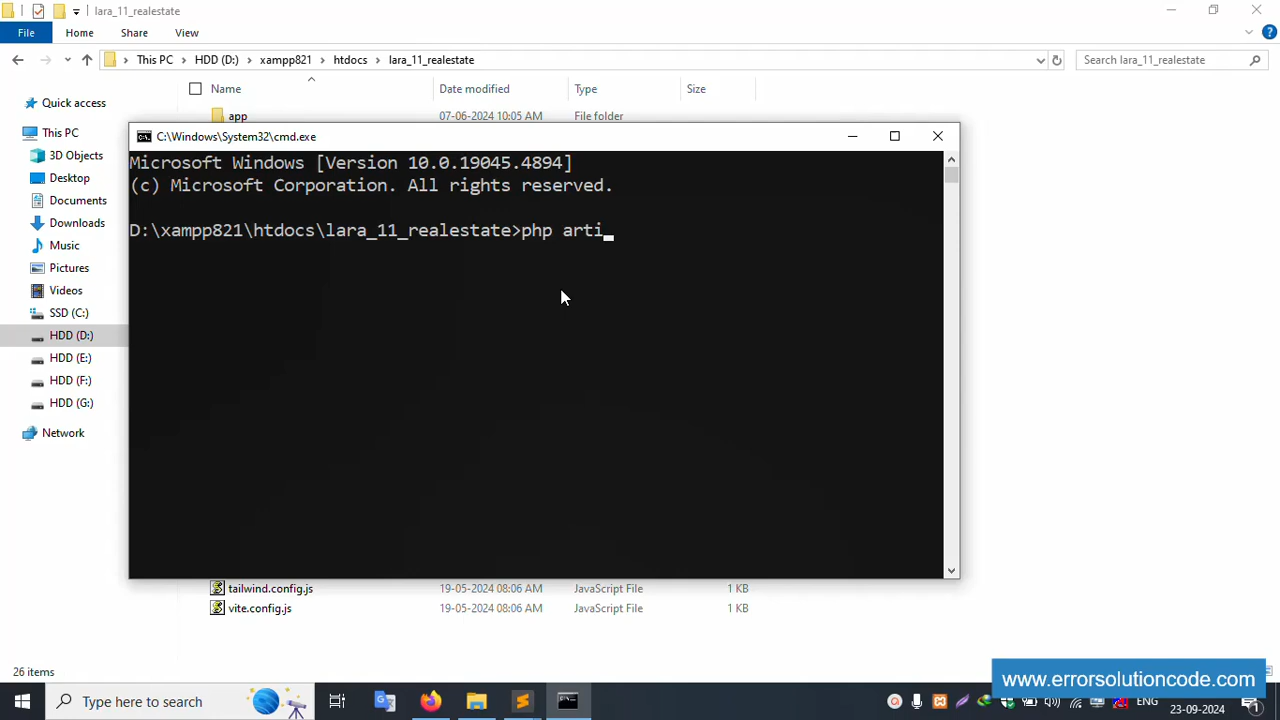 lara_11_realestate
File Home Share View
This PC HDD (D:) xampp821 htdocs lara_11_realestate
Search lara_11_realestate
Name Date modified Type Size
Quick access
app 07-06-2024 10:05 AM File folder
This PC
3D Objects
Desktop
Documents
Downloads
Music
Pictures
Videos
SSD (C:)
HDD (D:)
HDD (E:)
HDD (F:)
HDD (G:)
Network
C:\Windows\System32\cmd.exe
Microsoft Windows [Version 10.0.19045.4894]
(c) Microsoft Corporation. All rights reserved.
D:\xampp821\htdocs\lara_11_realestate>php arti_
tailwind.config.js 19-05-2024 08:06 AM JavaScript File 1 KB
vite.config.js 19-05-2024 08:06 AM JavaScript File 1 KB
26 items
www.errorsolutioncode.com
Type here to search
ENG
23-09-2024
1